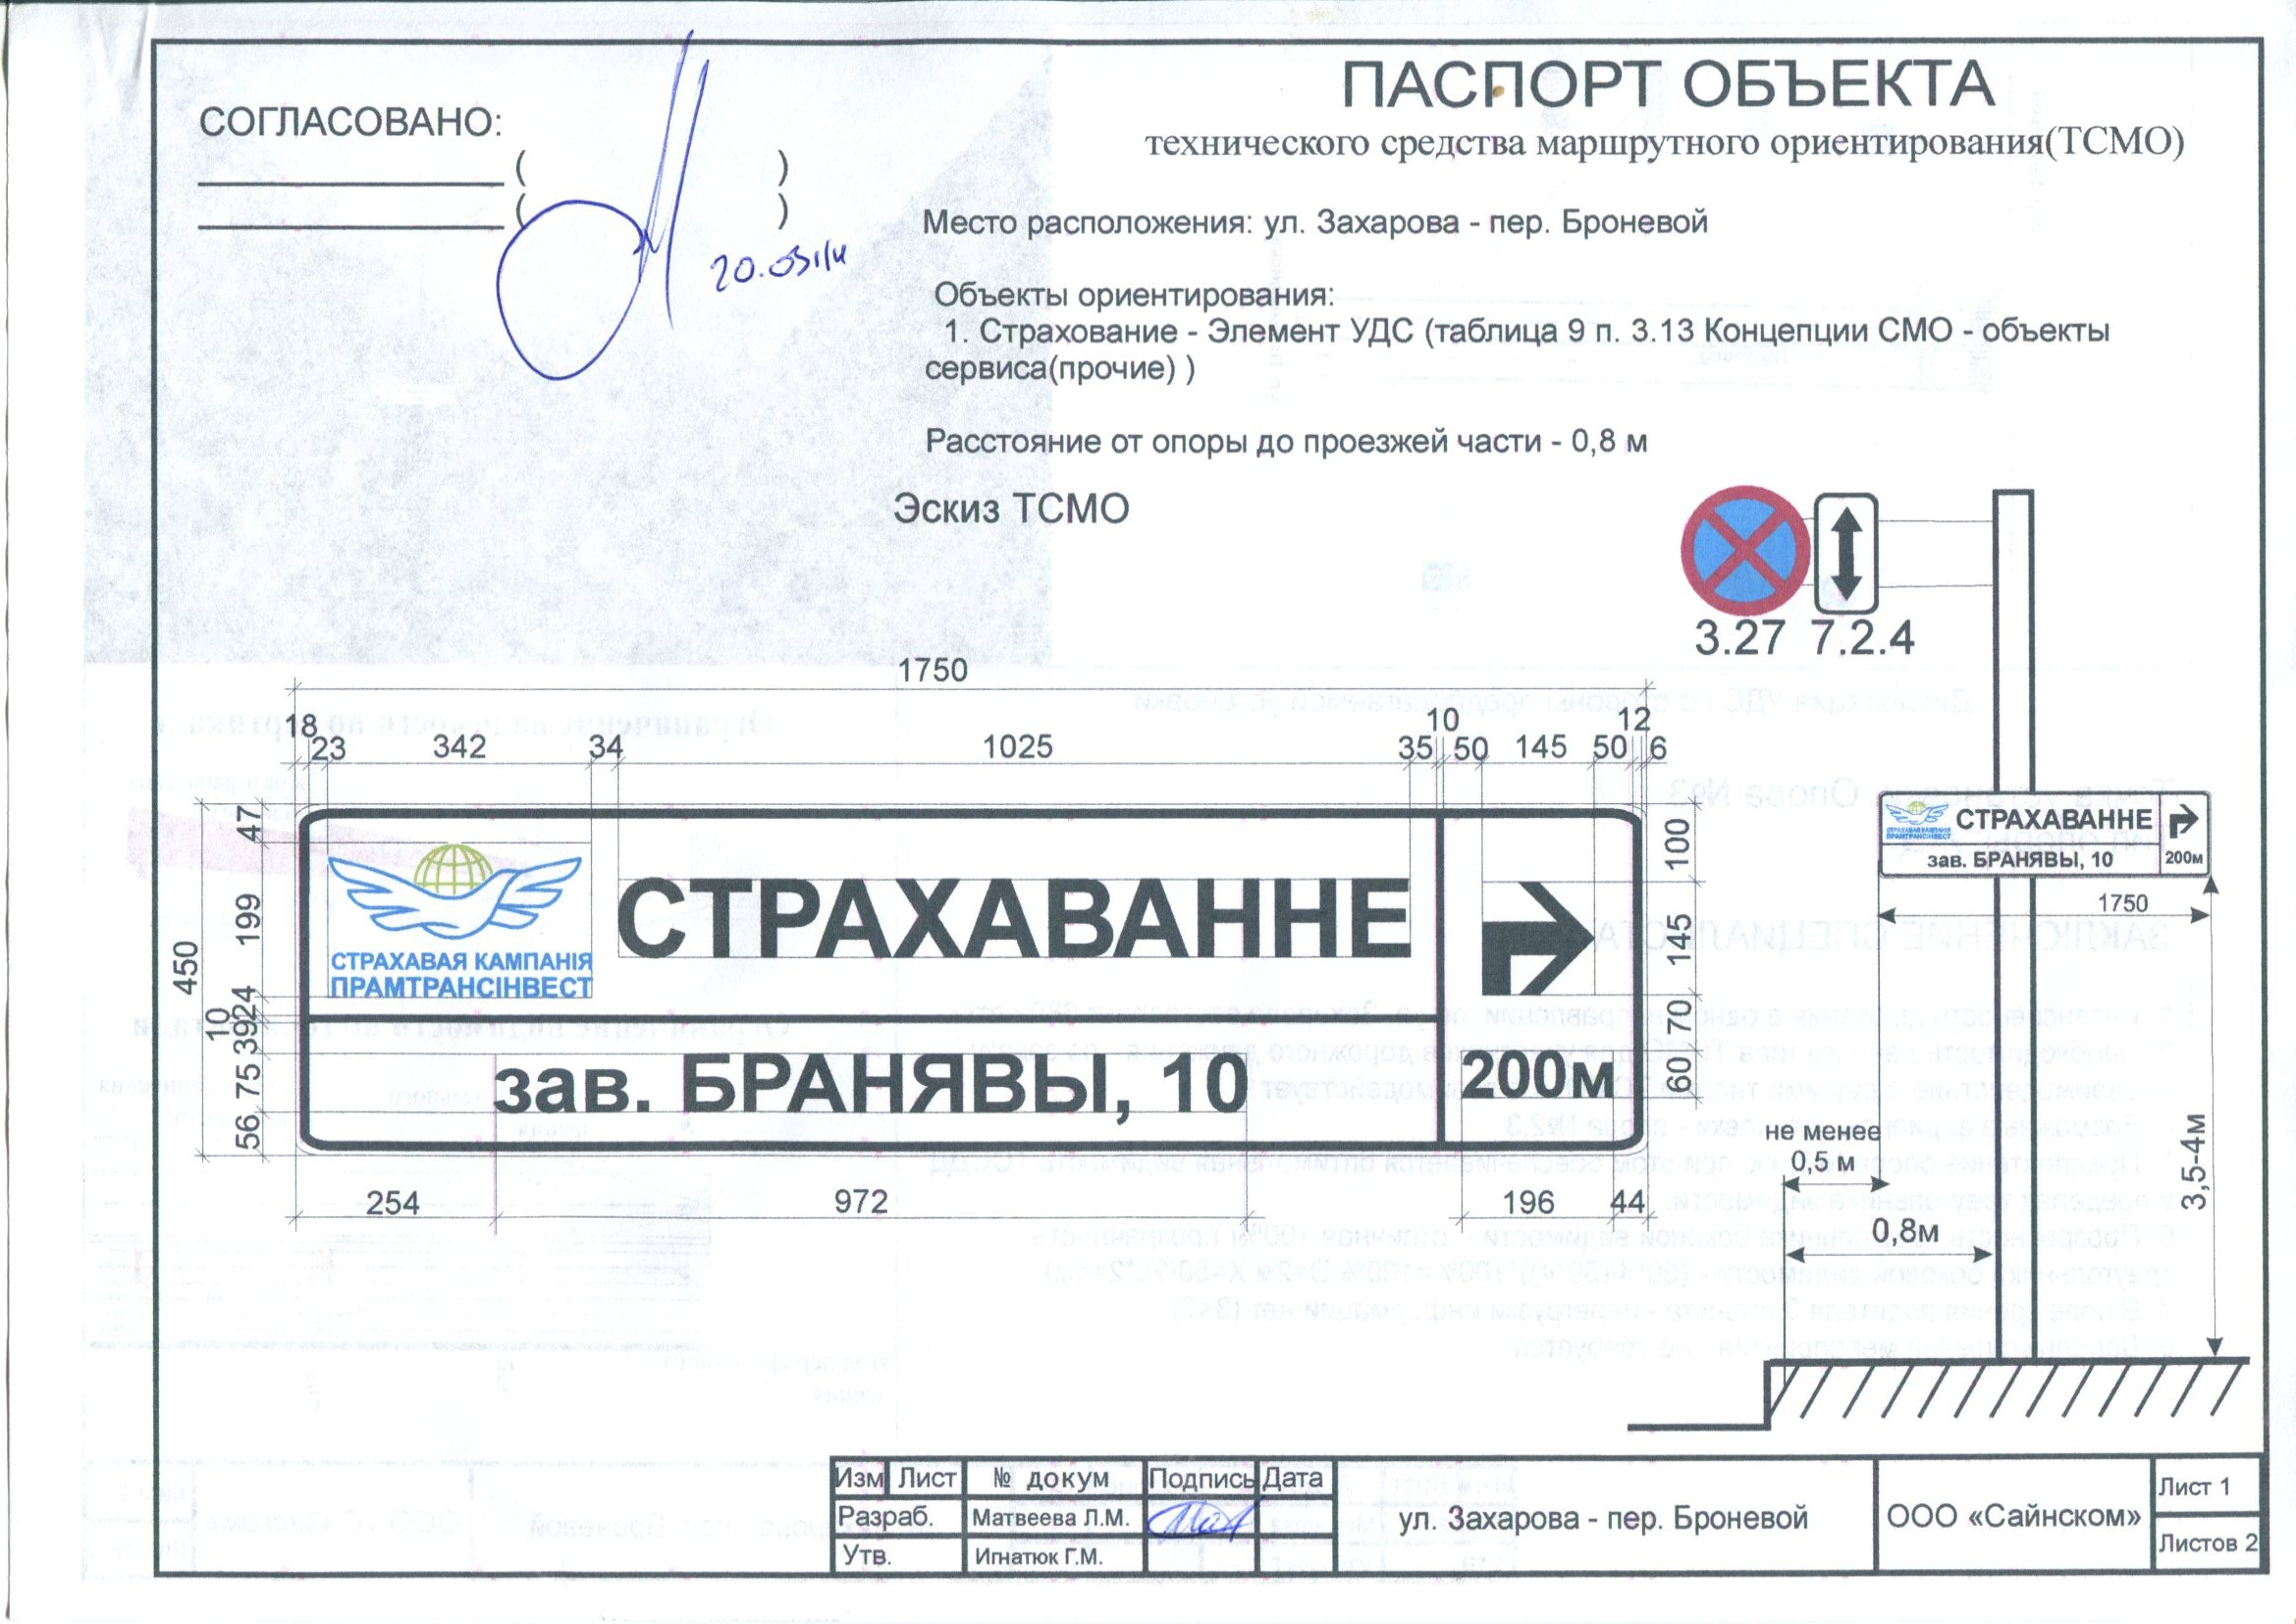 СОГЛАСОВАНО:
( )
( )
20.03
ПАСПОРТ ОБЪЕКТА
технического средства маршрутного ориентирования(ТСМО)
Место расположения: ул. Захарова - пер. Броневой
Объекты ориентирования:
1. Страхование - Элемент УДС (таблица 9 п. 3.13 Концепции СМО - объекты
сервиса(прочие) )
Расстояние от опоры до проезжей части - 0,8 м
Эскиз ТСМО
3.27 7.2.4
1750
18 10 12
23 342 34 1025 35 50 145 50 6
47 100
199 145
450
24 70
10
39
75 60
56
СТРАХАВАЯ КАМПАНІЯ
ПРАМТРАНСІНВЕСТ
СТРАХАВАННЕ
зав. БРАНЯВЫ, 10
200м
254 972 196 44
СТРАХАВАЯ КАМПАНІЯ
ПРАМТРАНСІНВЕСТ
СТРАХАВАННЕ
зав. БРАНЯВЫ, 10 200м
1750
не менее
0,5 м
0,8м
3,5-4м
Изм Лист № докум Подпись Дата
Разраб. Матвеева Л.М.
Утв. Игнатюк Г.М.
ул. Захарова - пер. Броневой
ООО «Сайнском»
Лист 1
Листов 2